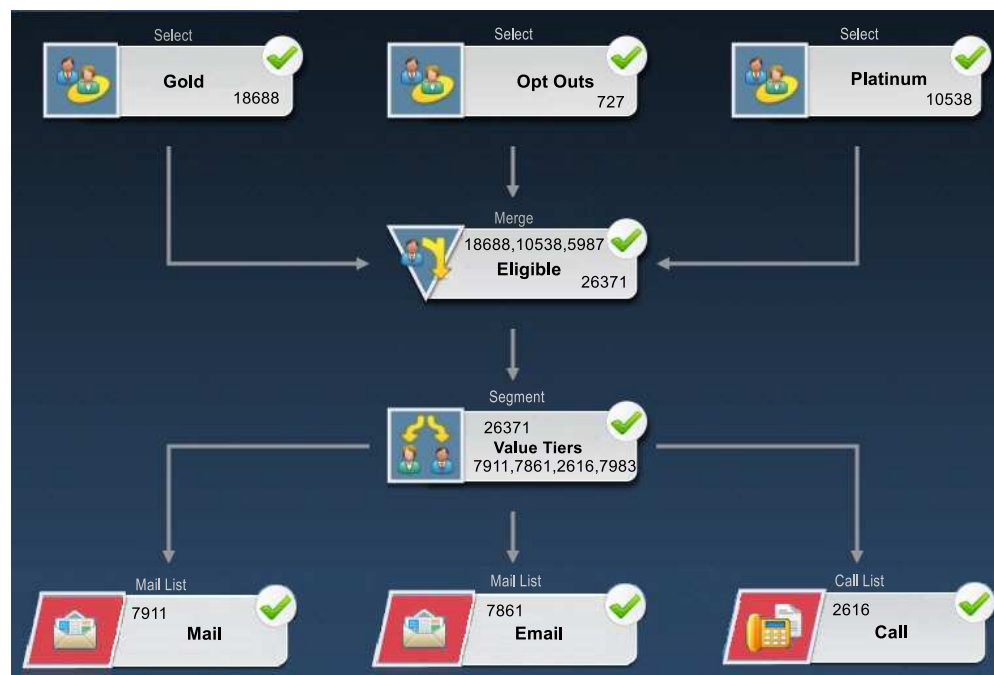 Select
Gold
18688
Select
Opt Outs
727
Select
Platinum
10538
Merge
18688,10538,5987
Eligible
26371
Segment
26371
Value Tiers
7911,7861,2616,7983
Mail List
7911
Mail
Mail List
7861
Email
Call List
2616
Call